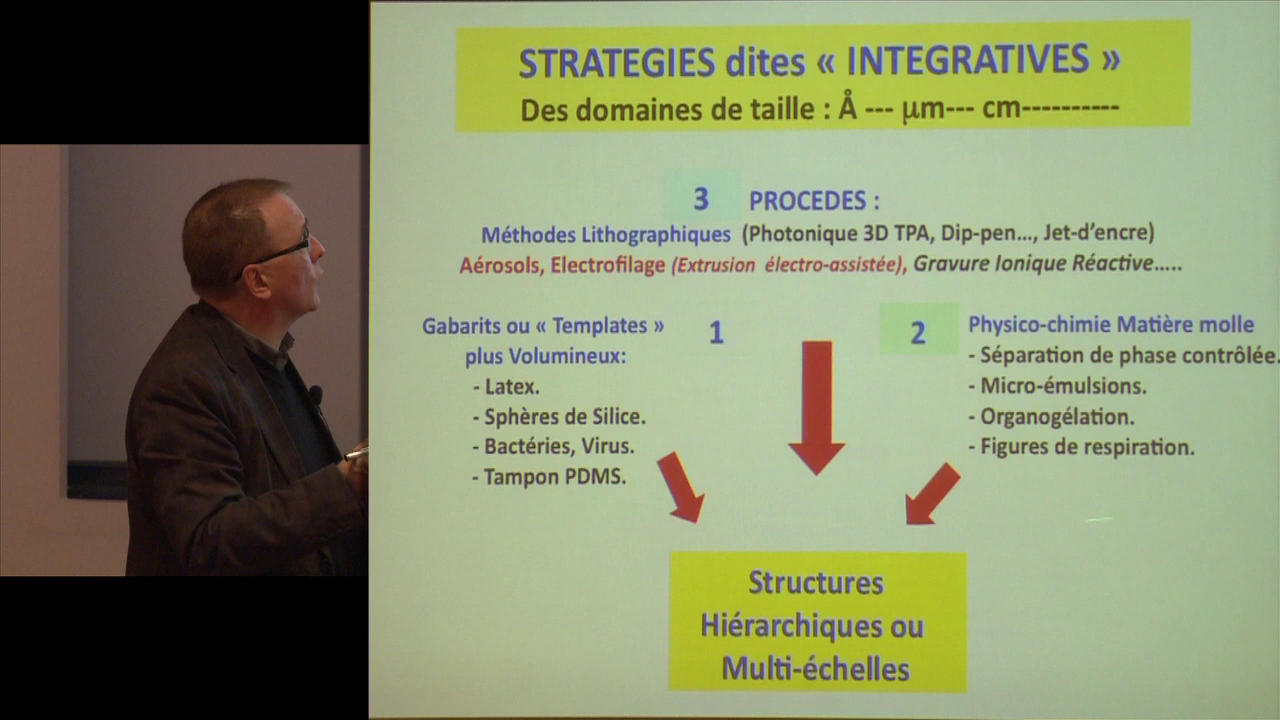 STRATEGIES dites « INTEGRATIVES »
Des domaines de taille : Å --- µm--- cm----------
3 PROCEDES :
Méthodes Lithographiques (Photonique 3D TPA, Dip-pen…, Jet-d’encre)
Aérosols, Electrofilage (Extrusion électro-assistée), Gravure Ionique Réactive…..
Gabarits ou « Templates » 1
plus Volumineux:
- Latex.
- Sphères de Silice.
- Bactéries, Virus.
- Tampon PDMS.
2 Physico-chimie Matière molle
- Séparation de phase contrôlée.
- Micro-émulsions.
- Organogélation.
- Figures de respiration.
Structures
Hiérarchiques ou
Multi-échelles